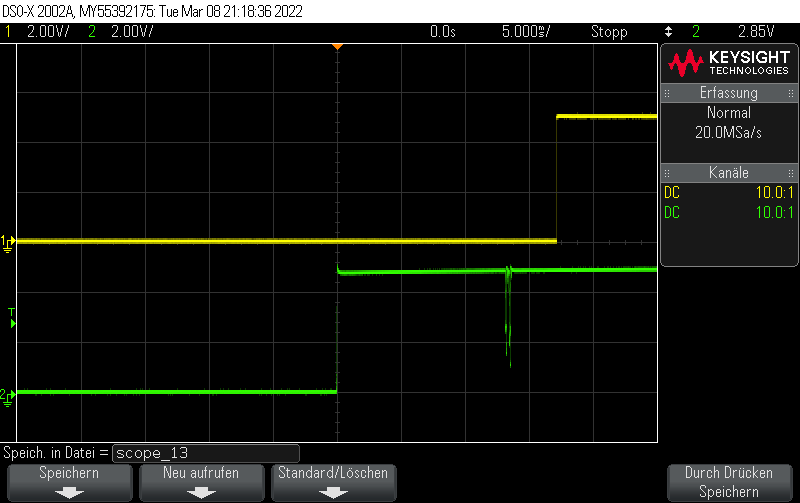 DSO-X 2002A, MY55392175: Tue Mar 08 21:18:36 2022
1 2.00V/ 2 2.00V/ 0.0s 5.000ms/ Stopp 2 2.85V
KEYSIGHT
TECHNOLOGIES
Erfassung
Normal
20.0MSa/s
Kanäle
DC 10.0:1
DC 10.0:1
1
T
2
Speich. in Datei = scope_13
Speichern
Neu aufrufen
Standard/Löschen
Durch Drücken
Speichern